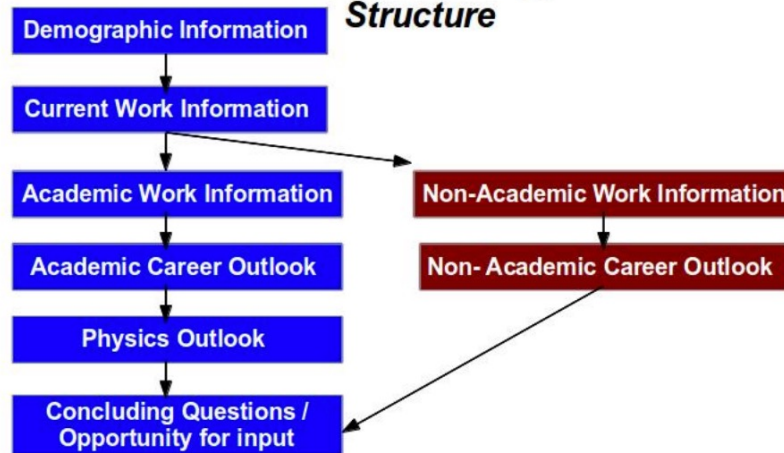 Structure
Demographic Information
Current Work Information
Academic Work Information
Non-Academic Work Information
Academic Career Outlook
Non- Academic Career Outlook
Physics Outlook
Concluding Questions /
Opportunity for input